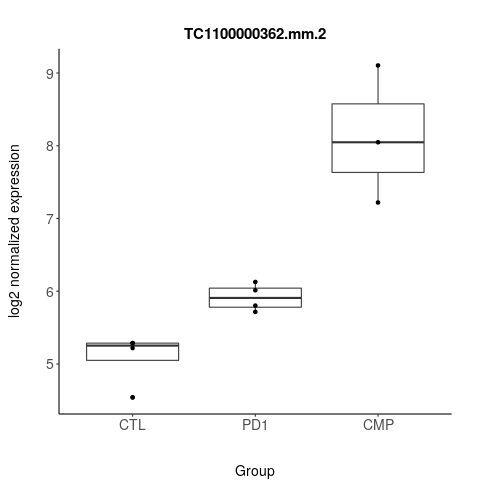 TC1100000362.mm.2
log2 normalized expression
9
8
7
6
5
CTL
PD1
CMP
Group